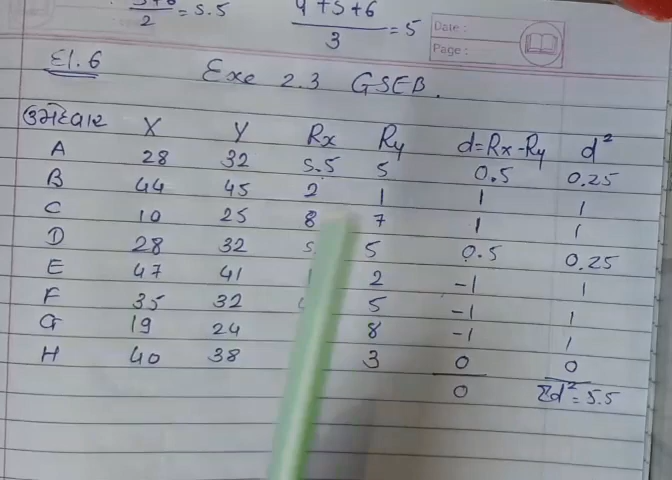 2 = 5.5
4+5+6
3 = 5
Date :
Page :
દા.6 Exe 2.3 GSEB.
ઉમેદવાર X Y Rx Ry d=Rx-Ry d²
A 28 32 5.5 5 0.5 0.25
B 44 45 2 1 1 1
C 10 25 8 7 1 1
D 28 32 5 0.5 0.25
E 47 41 2 -1 1
F 35 32 5 -1 1
G 19 24 8 -1 1
H 40 38 3 0 0
0 Σd²=5.5